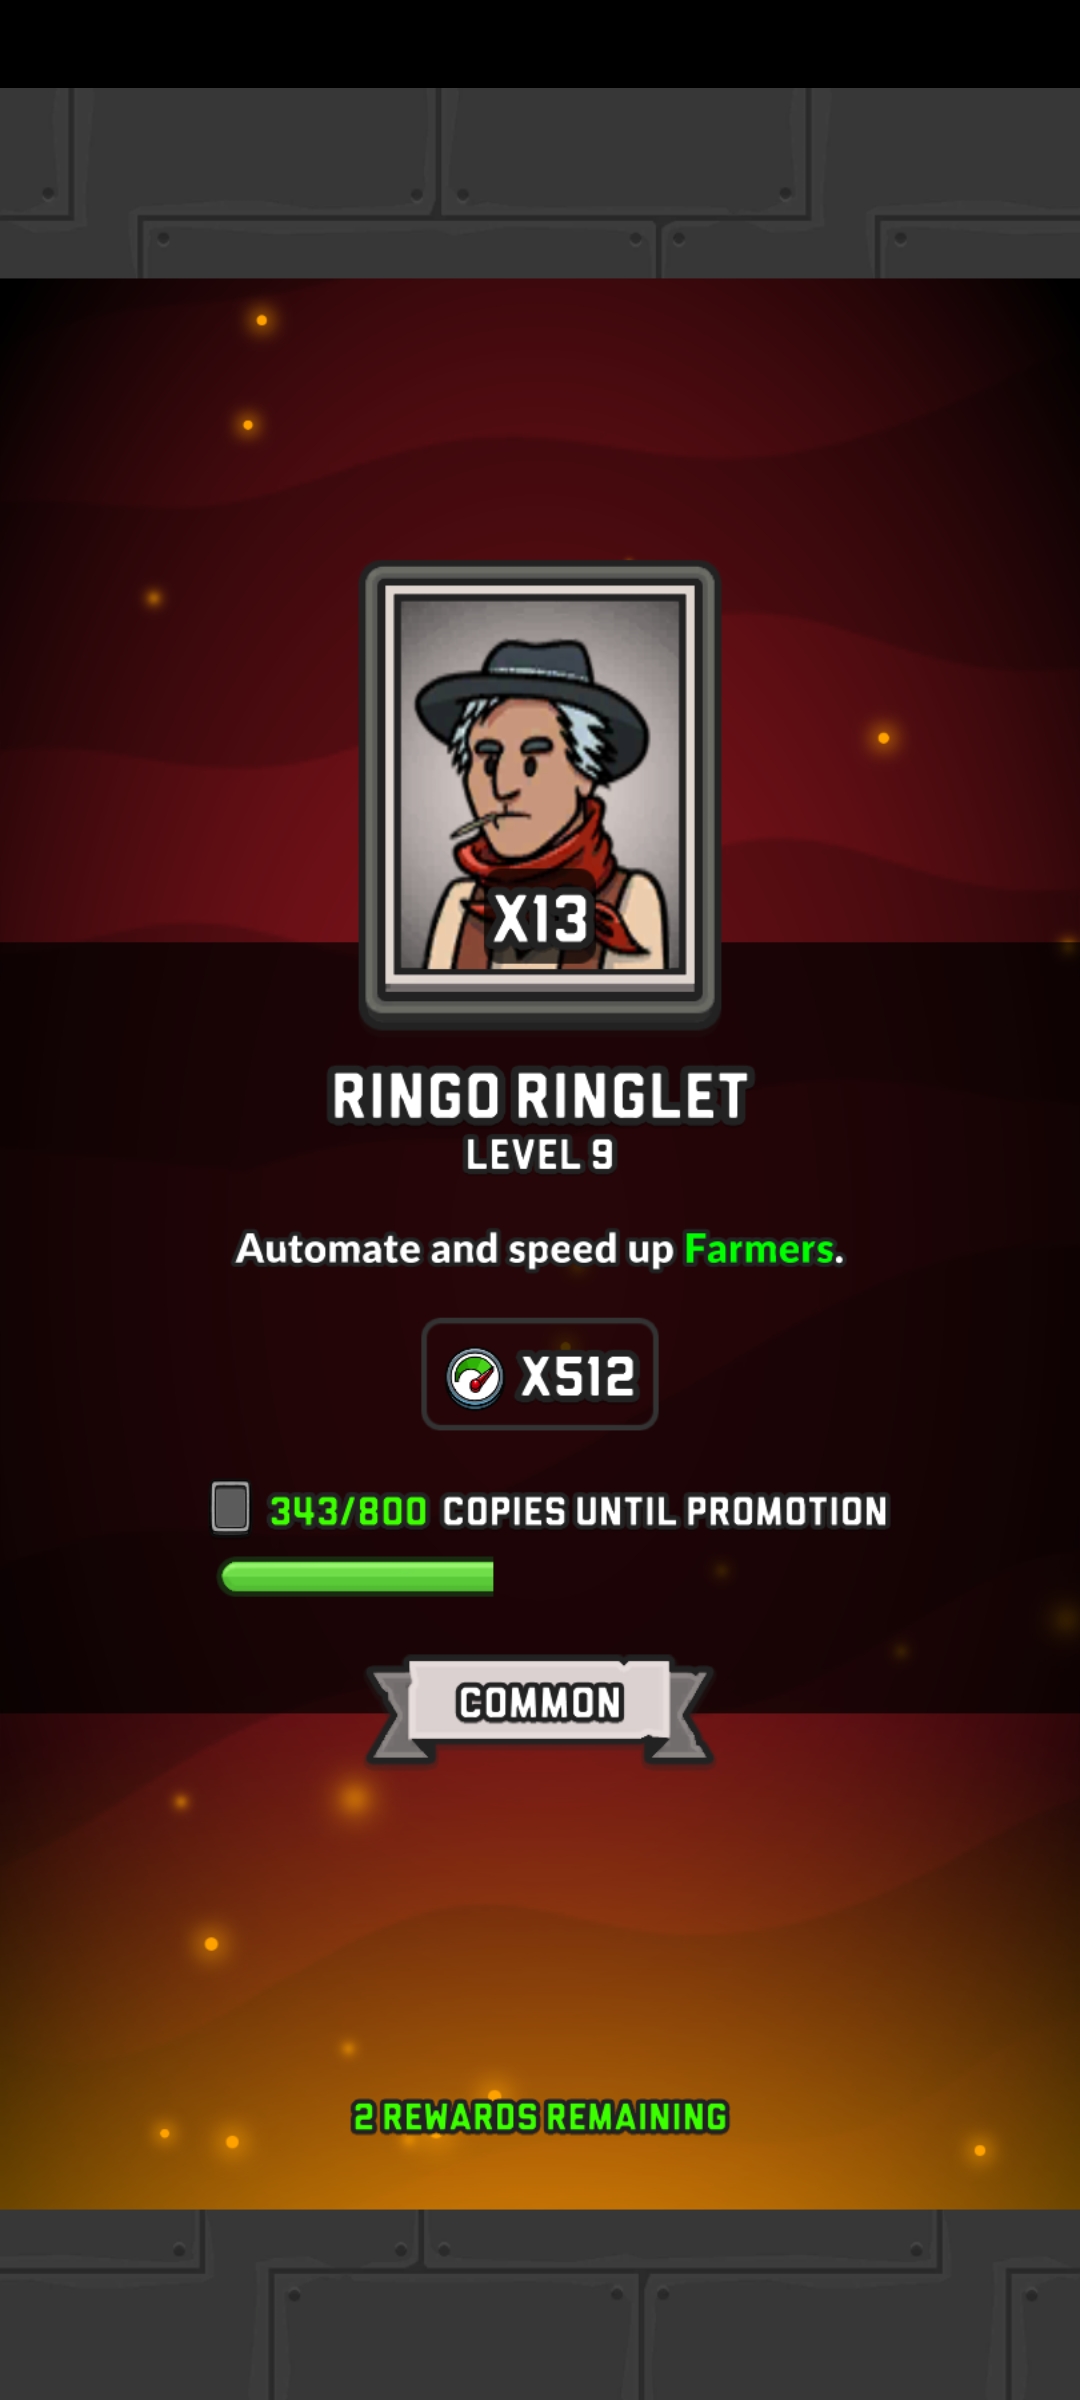 X13
RINGO RINGLET
LEVEL 9
Automate and speed up Farmers.
X512
343/800 COPIES UNTIL PROMOTION
COMMON
2 REWARDS REMAINING